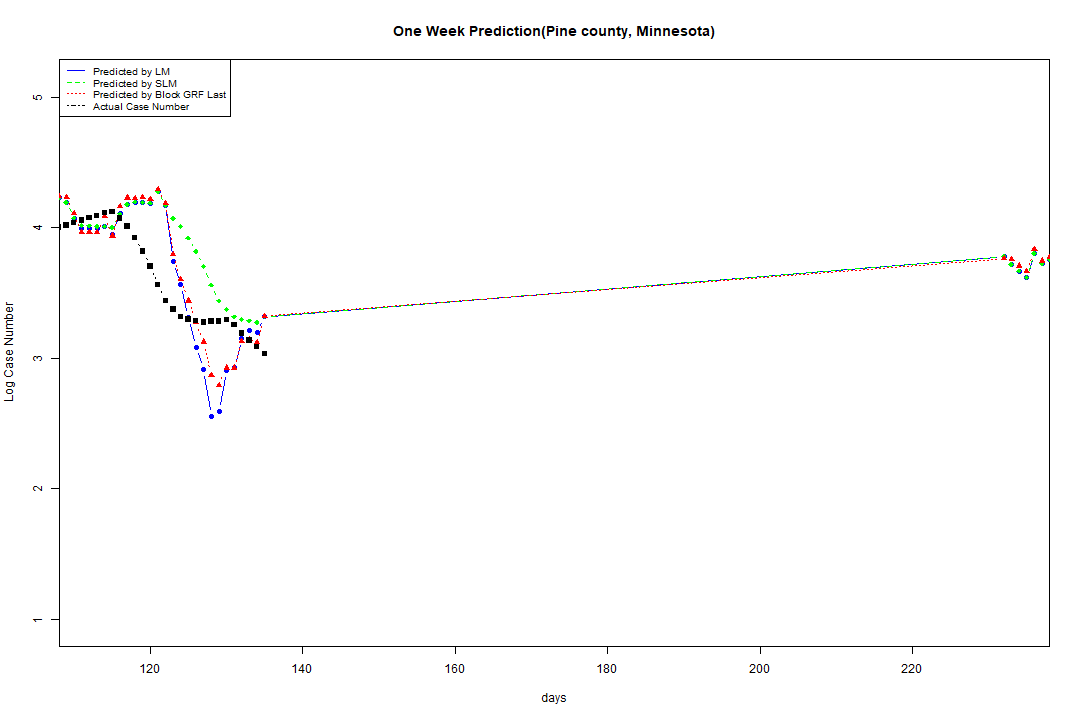 One Week Prediction(Pine county, Minnesota)
Predicted by LM
Predicted by SLM
Predicted by Block GRF Last
Actual Case Number
5
4
3
2
1
Log Case Number
120 140 160 180 200 220
days